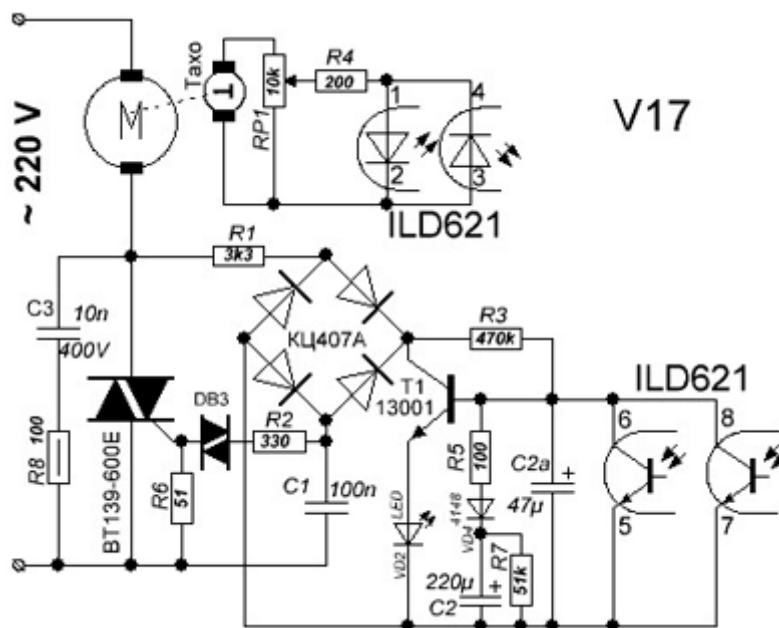 ~ 220 V
M
Taxo
T
RP1
10k
R4
200
1
2
4
3
V17
ILD621
R1
3k3
C3
10n
400V
КЦ407А
R3
470k
T1
13001
ILD621
DB3
R2
330
R8
100
BT139-600E
R6
51
C1
100n
LED
VD2
R5
100
4148
VD4
C2a
47µ
+
220µ
C2
+
R7
51k
6
5
8
7